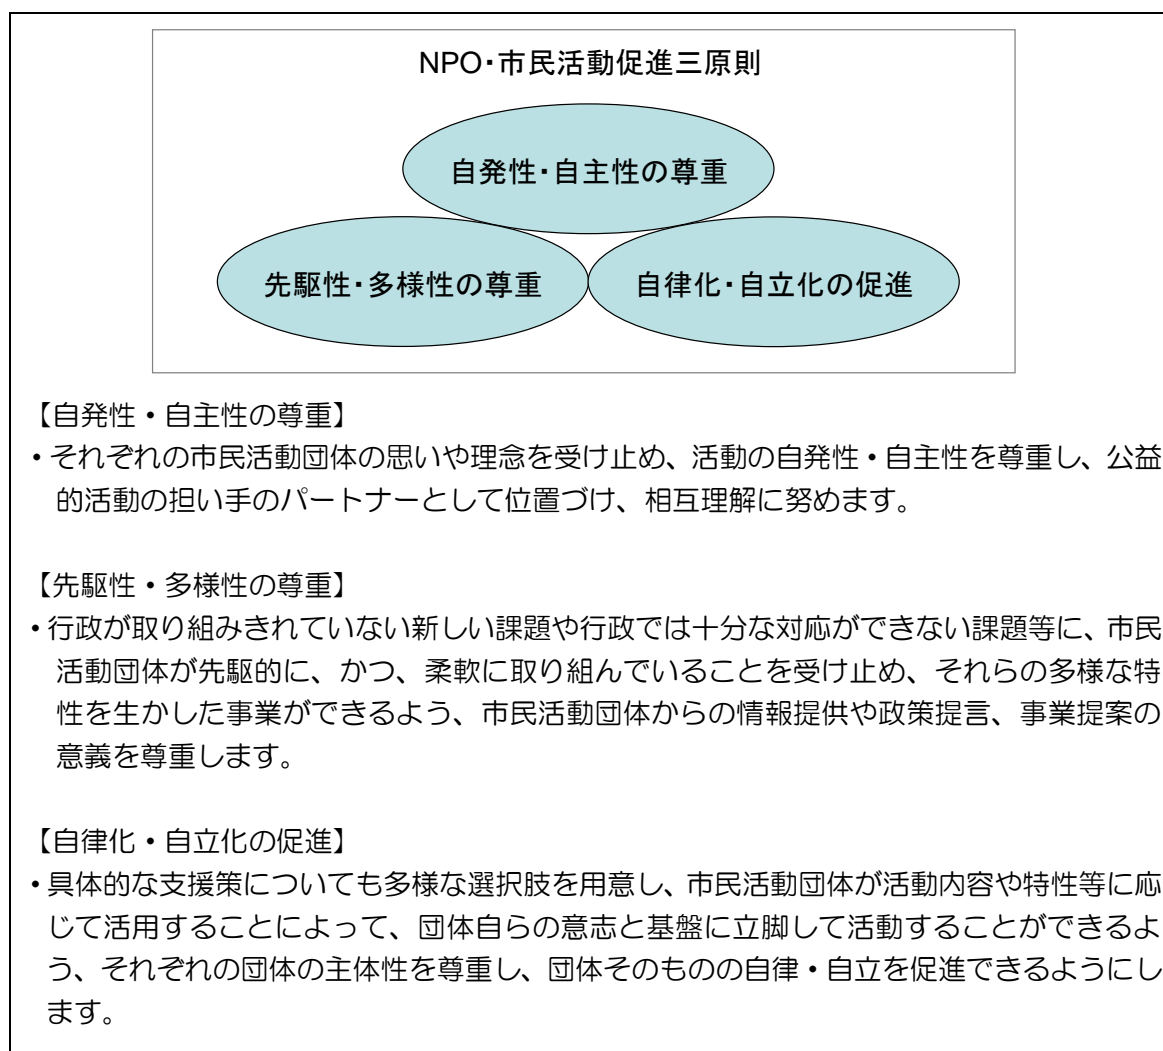 NPO・市民活動促進三原則
自発性・自主性の尊重
先駆性・多様性の尊重
自律化・自立化の促進
【自発性・自主性の尊重】
・それぞれの市民活動団体の思いや理念を受け止め、活動の自発性・自主性を尊重し、公益
的活動の担い手のパートナーとして位置づけ、相互理解に努めます。
【先駆性・多様性の尊重】
・行政が取り組みきれていない新しい課題や行政では十分な対応ができない課題等に、市民
活動団体が先駆的に、かつ、柔軟に取り組んでいることを受け止め、それらの多様な特
性を生かした事業ができるよう、市民活動団体からの情報提供や政策提言、事業提案の
意義を尊重します。
【自律化・自立化の促進】
・具体的な支援策についても多様な選択肢を用意し、市民活動団体が活動内容や特性等に応
じて活用することによって、団体自らの意志と基盤に立脚して活動することができるよ
う、それぞれの団体の主体性を尊重し、団体そのものの自律・自立を促進できるようにし
ます。